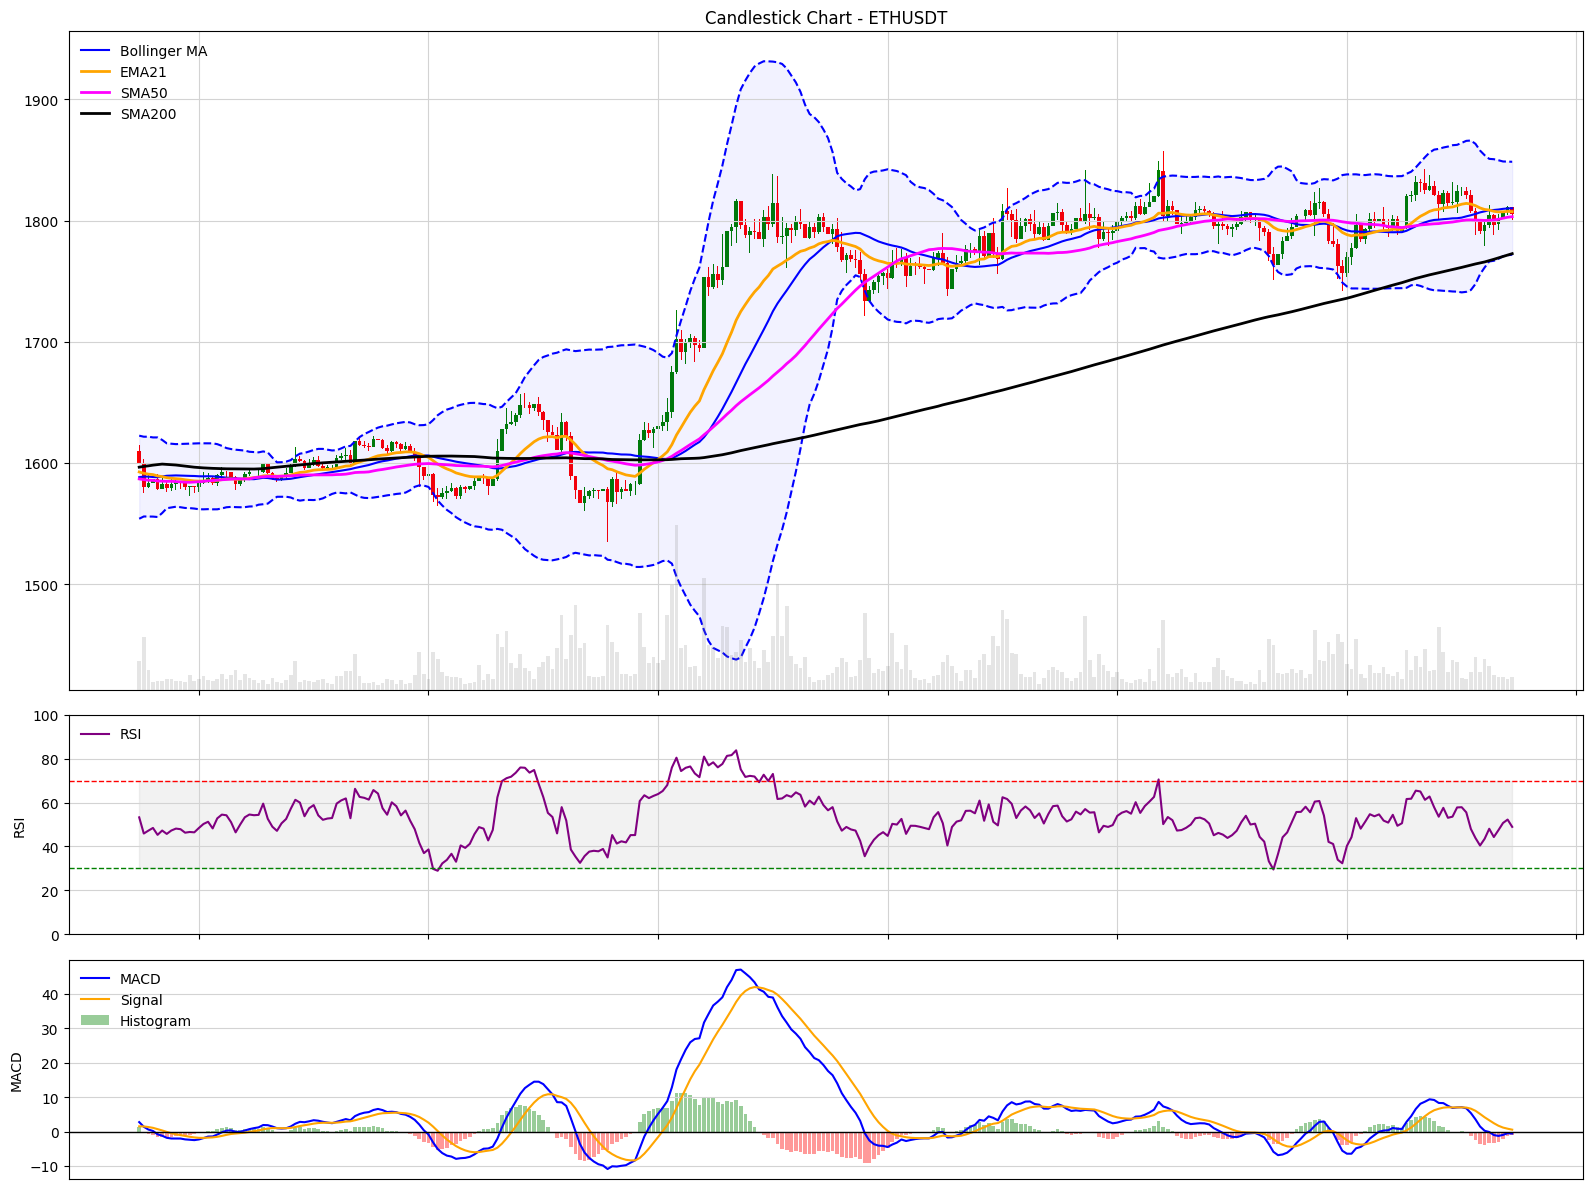 Candlestick Chart - ETHUSDT
Bollinger MA
EMA21
SMA50
SMA200
1900
1800
1700
1600
1500
RSI
100
80
60
40
20
0
RSI
MACD
Signal
Histogram
40
30
20
10
0
−10
MACD